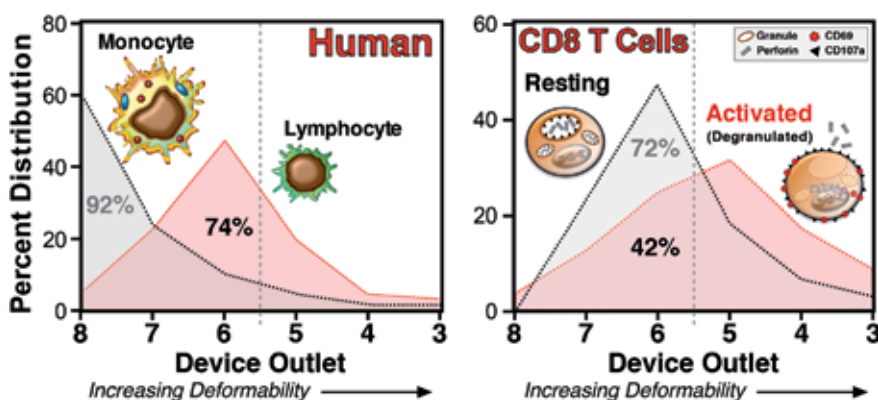 80
60
40
20
0
Percent Distribution
Monocyte
Human
Lymphocyte
92%
74%
8 7 6 5 4 3
Device Outlet
Increasing Deformability
60
40
20
0
CD8 T Cells
Granule CD69
Perforin CD107a
Resting
Activated
(Degranulated)
72%
42%
8 7 6 5 4 3
Device Outlet
Increasing Deformability